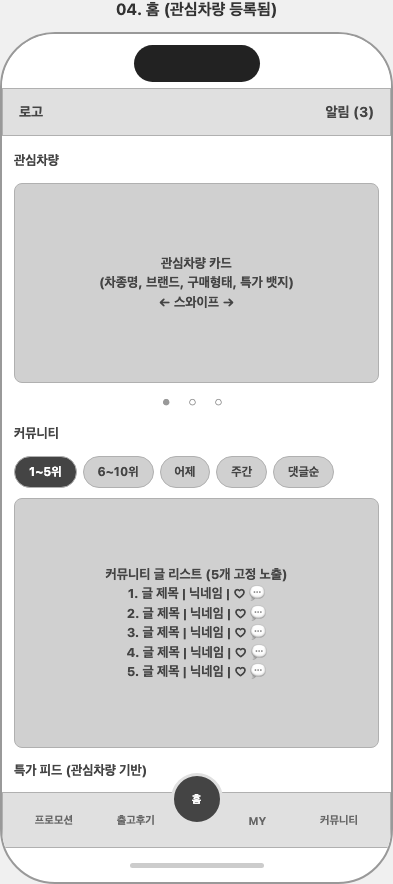 04. 홈 (관심차량 등록됨)
로고 알림 (3)
관심차량
관심차량 카드
(차종명, 브랜드, 구매형태, 특가 뱃지)
← 스와이프 →
커뮤니티
1~5위 6~10위 어제 주간 댓글순
커뮤니티 글 리스트 (5개 고정 노출)
1. 글 제목 | 닉네임 | ♡ 💬
2. 글 제목 | 닉네임 | ♡ 💬
3. 글 제목 | 닉네임 | ♡ 💬
4. 글 제목 | 닉네임 | ♡ 💬
5. 글 제목 | 닉네임 | ♡ 💬
특가 피드 (관심차량 기반)
프로모션 출고후기 홈 MY 커뮤니티